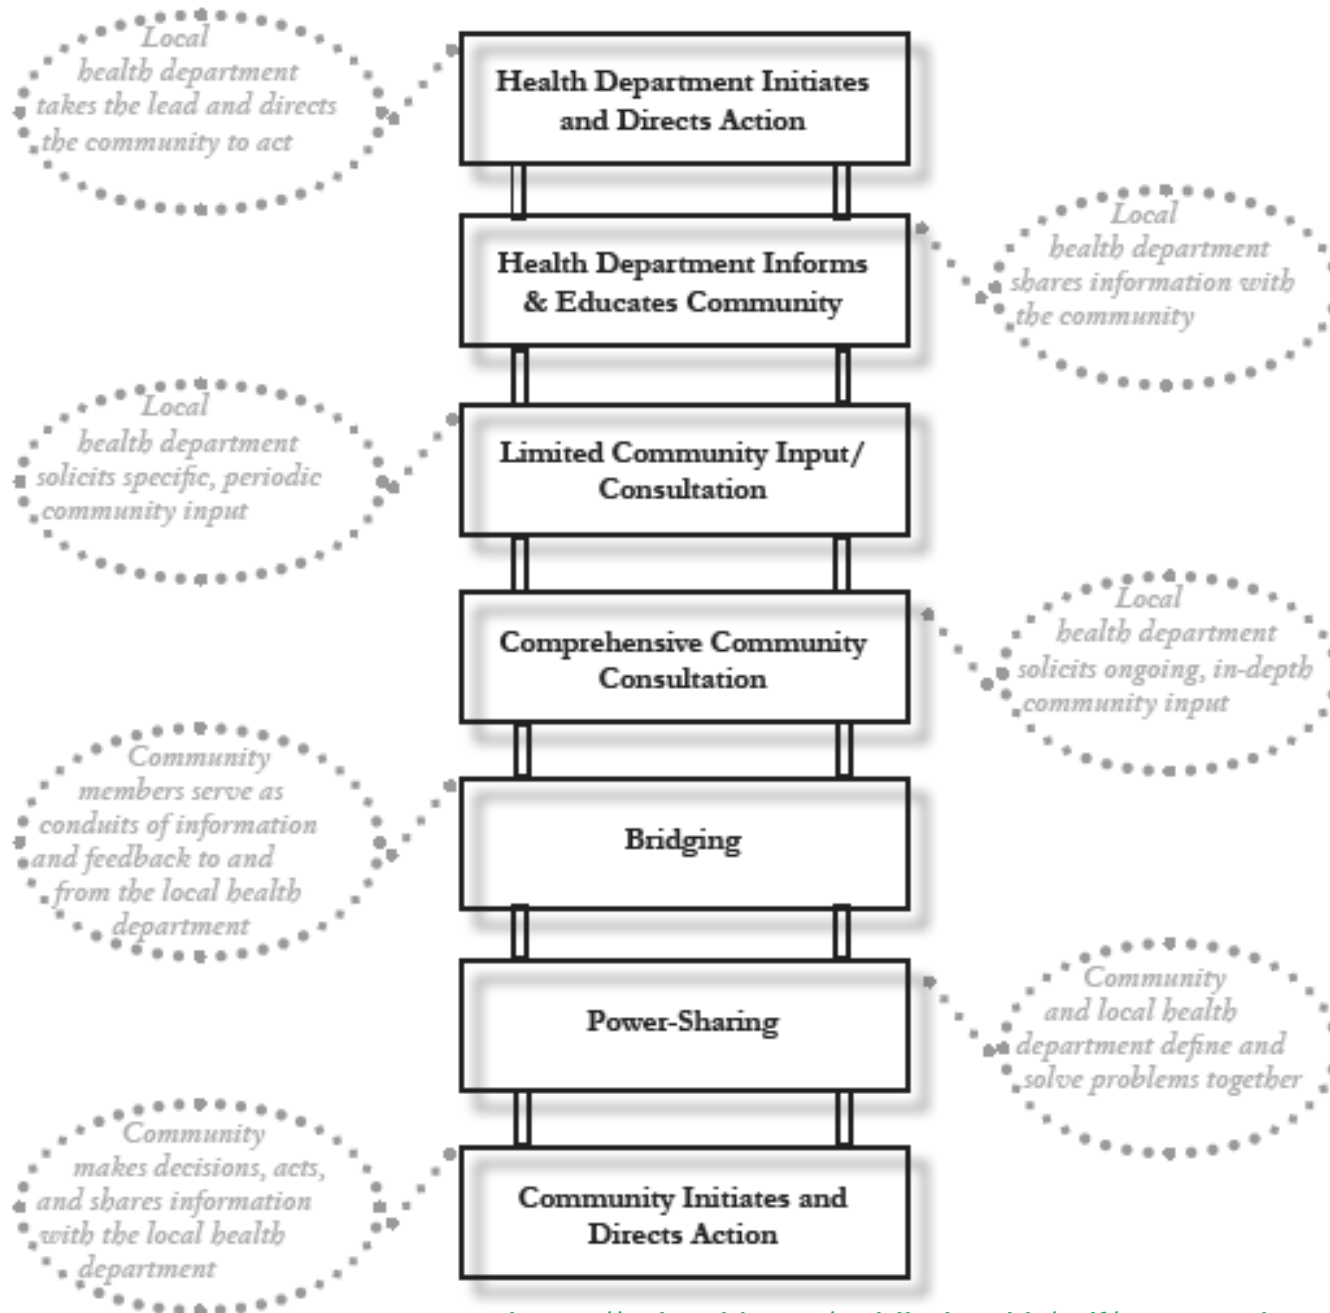 Local
health department
takes the lead and directs
the community to act
Health Department Initiates
and Directs Action
Health Department Informs
& Educates Community
Local
health department
shares information with
the community
Local
health department
solicits specific, periodic
community input
Limited Community Input/
Consultation
Comprehensive Community
Consultation
Local
health department
solicits ongoing, in-depth
community input
Community
members serve as
conduits of information
and feedback to and
from the local health
department
Bridging
Power-Sharing
Community
and local health
department define and
solve problems together
Community
makes decisions, acts,
and shares information
with the local health
department
Community Initiates and
Directs Action